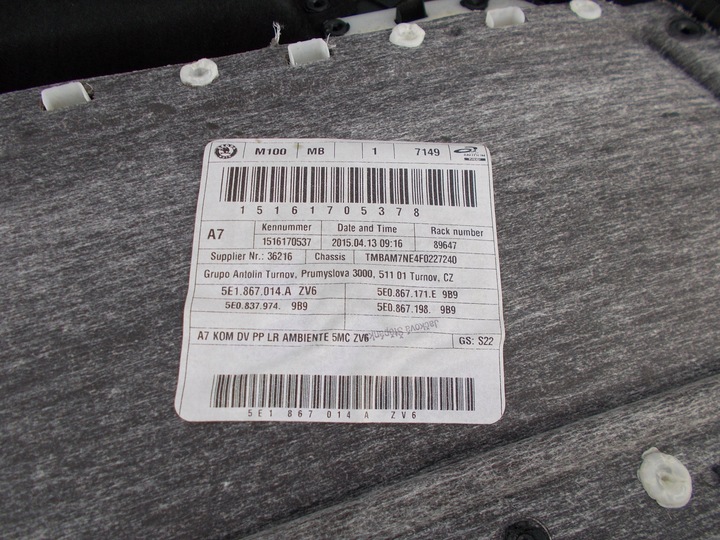 M100 M8 1 7149
15161705378
A7
Kennummer Date and Time Rack number
1516170537 2015.04.13 09:16 89647
Supplier Nr.: 36216 Chassis TMBAM7NE4F0227240
Grupo Antolin Turnov, Prumyslova 3000, 511 01 Turnov, CZ
5E1.867.014.A ZV6 5E0.867.171.E 9B9
5E0.837.974. 9B9 5E0.867.198. 9B9
A7 KOM DV PP LR AMBIENTE 5MC ZV6 GS: S22
5E1 867 014 A ZV6